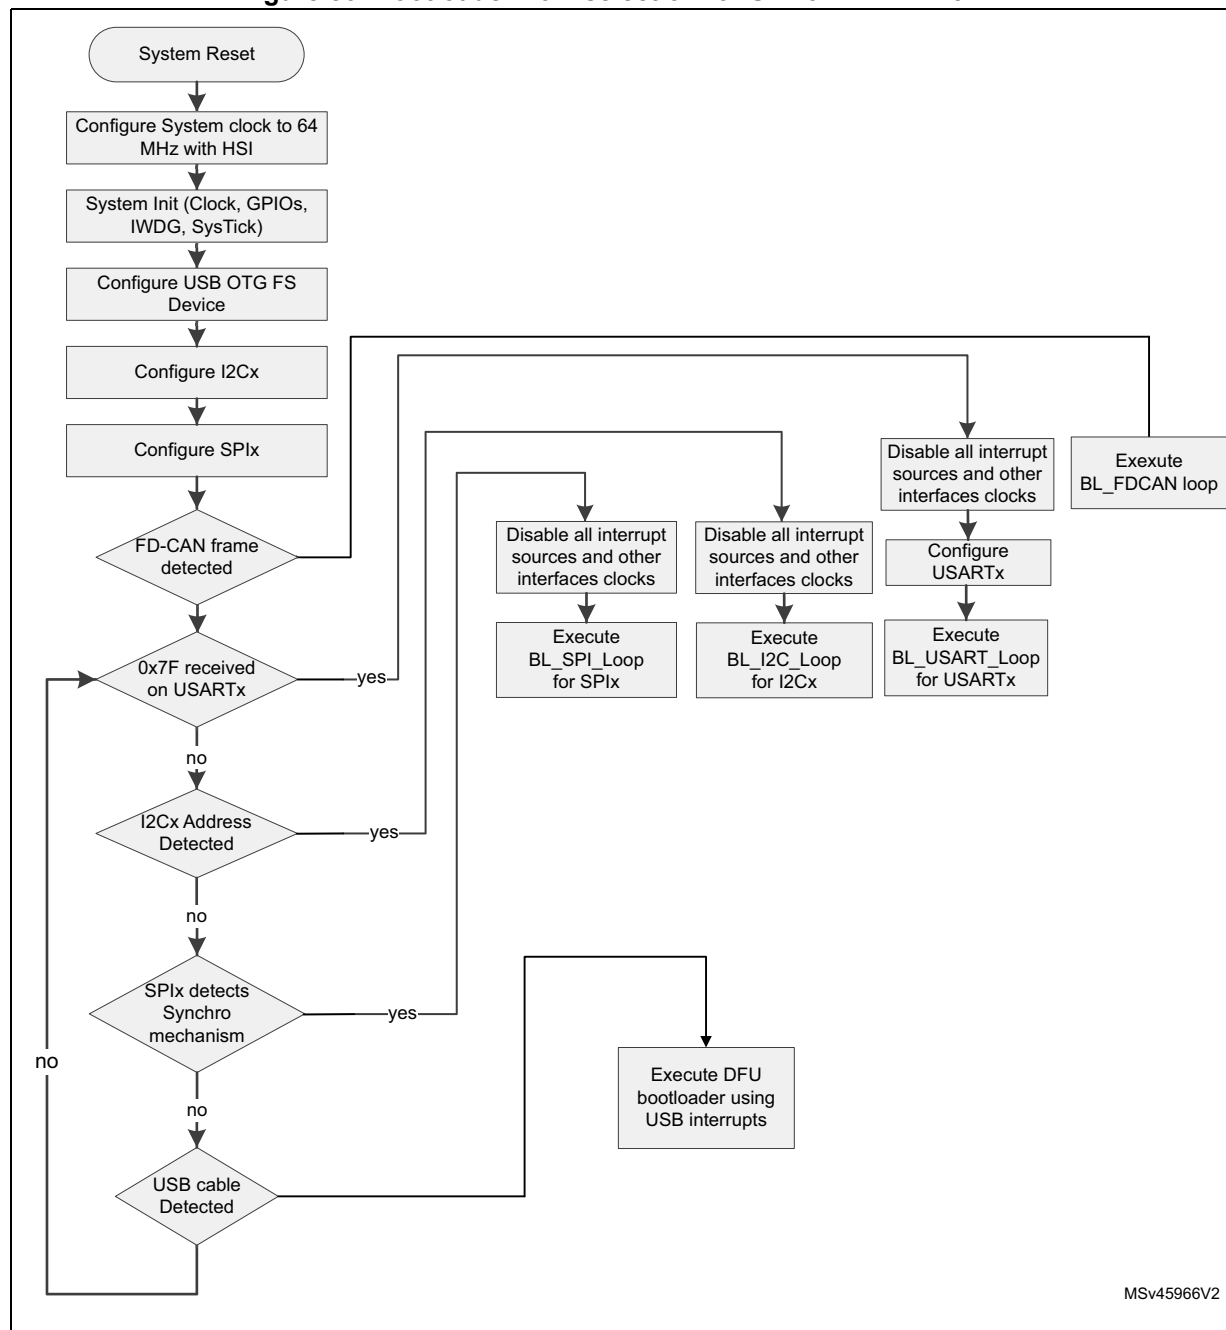 System Reset
Configure System clock to 64
MHz with HSI
System Init (Clock, GPIOs,
IWDG, SysTick)
Configure USB OTG FS
Device
Configure I2Cx
Configure SPIx
FD-CAN frame
detected
0x7F received
on USARTx
yes
no
I2Cx Address
Detected
yes
no
SPIx detects
Synchro
mechanism
yes
no
USB cable
Detected
no
Disable all interrupt
sources and other
interfaces clocks
Execute
BL_SPI_Loop
for SPIx
Disable all interrupt
sources and other
interfaces clocks
Execute
BL_I2C_Loop
for I2Cx
Disable all interrupt
sources and other
interfaces clocks
Configure
USARTx
Execute
BL_USART_Loop
for USARTx
Exexute
BL_FDCAN loop
Execute DFU
bootloader using
USB interrupts
MSv45966V2